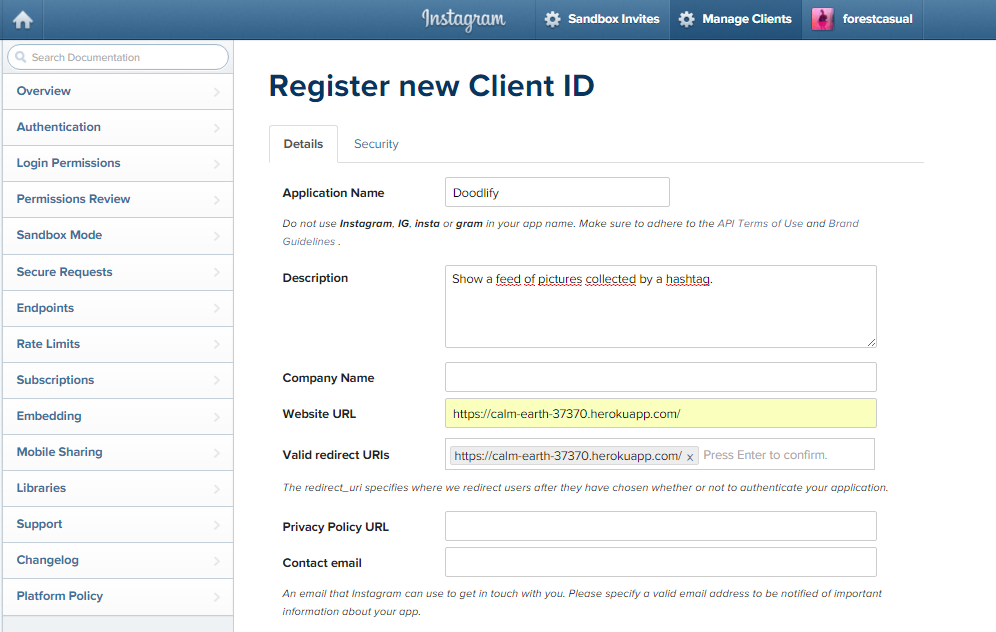 Instagram
Sandbox Invites
Manage Clients
forestcasual
Search Documentation
Overview
Authentication
Login Permissions
Permissions Review
Sandbox Mode
Secure Requests
Endpoints
Rate Limits
Subscriptions
Embedding
Mobile Sharing
Libraries
Support
Changelog
Platform Policy
Register new Client ID
Details
Security
Application Name
Doodlify
Do not use Instagram, IG, insta or gram in your app name. Make sure to adhere to the API Terms of Use and Brand
Guidelines .
Description
Show a feed of pictures collected by a hashtag.
Company Name
Website URL
https://calm-earth-37370.herokuapp.com/
Valid redirect URIs
https://calm-earth-37370.herokuapp.com/ x Press Enter to confirm.
The redirect_uri specifies where we redirect users after they have chosen whether or not to authenticate your application.
Privacy Policy URL
Contact email
An email that Instagram can use to get in touch with you. Please specify a valid email address to be notified of important
information about your app.